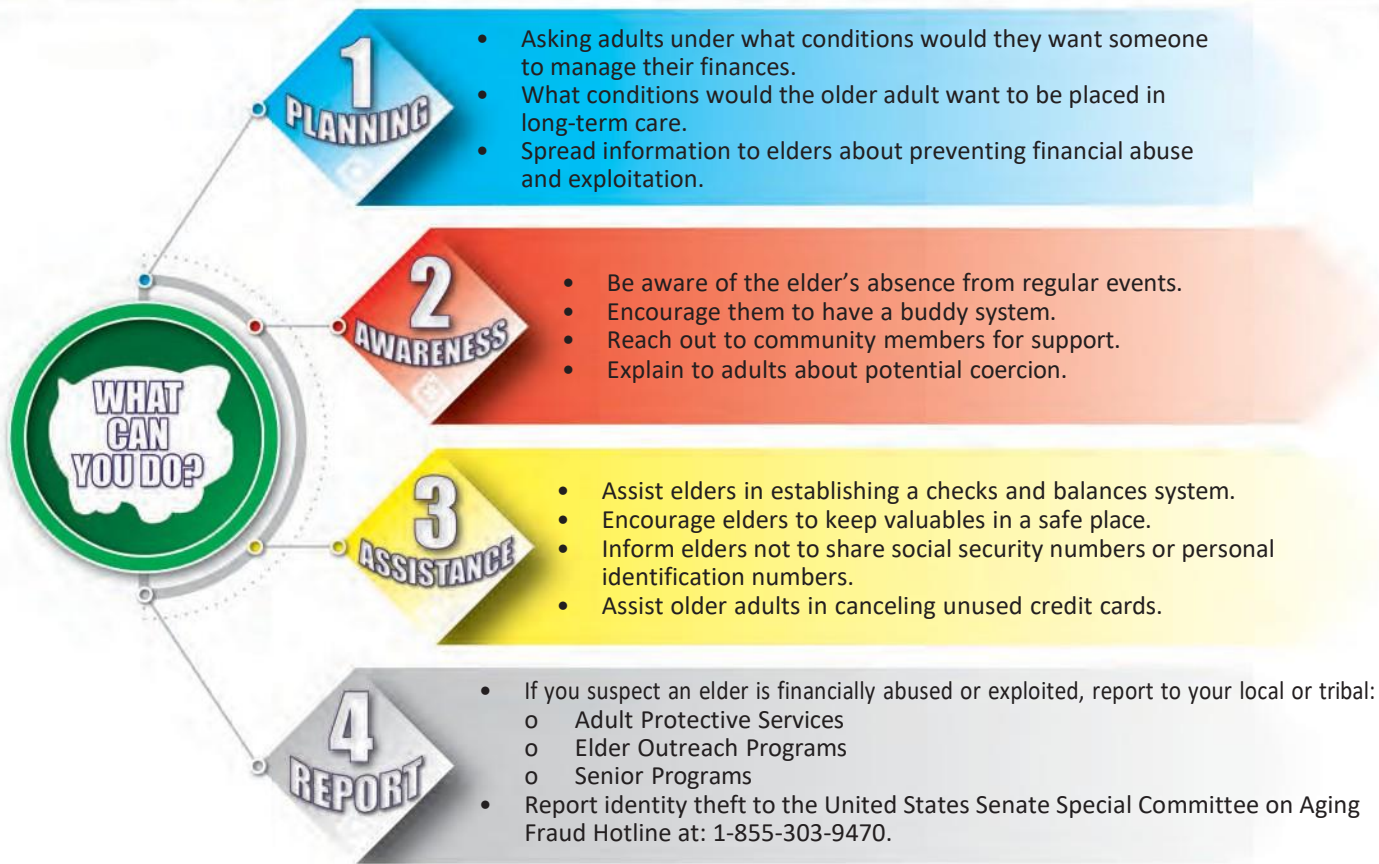 WHAT
CAN
YOU DO?
1
PLANNING
• Asking adults under what conditions would they want someone
to manage their finances.
• What conditions would the older adult want to be placed in
long-term care.
• Spread information to elders about preventing financial abuse
and exploitation.
2
AWARENESS
• Be aware of the elder’s absence from regular events.
• Encourage them to have a buddy system.
• Reach out to community members for support.
• Explain to adults about potential coercion.
3
ASSISTANCE
• Assist elders in establishing a checks and balances system.
• Encourage elders to keep valuables in a safe place.
• Inform elders not to share social security numbers or personal
identification numbers.
• Assist older adults in canceling unused credit cards.
4
REPORT
• If you suspect an elder is financially abused or exploited, report to your local or tribal:
o Adult Protective Services
o Elder Outreach Programs
o Senior Programs
• Report identity theft to the United States Senate Special Committee on Aging
Fraud Hotline at: 1-855-303-9470.